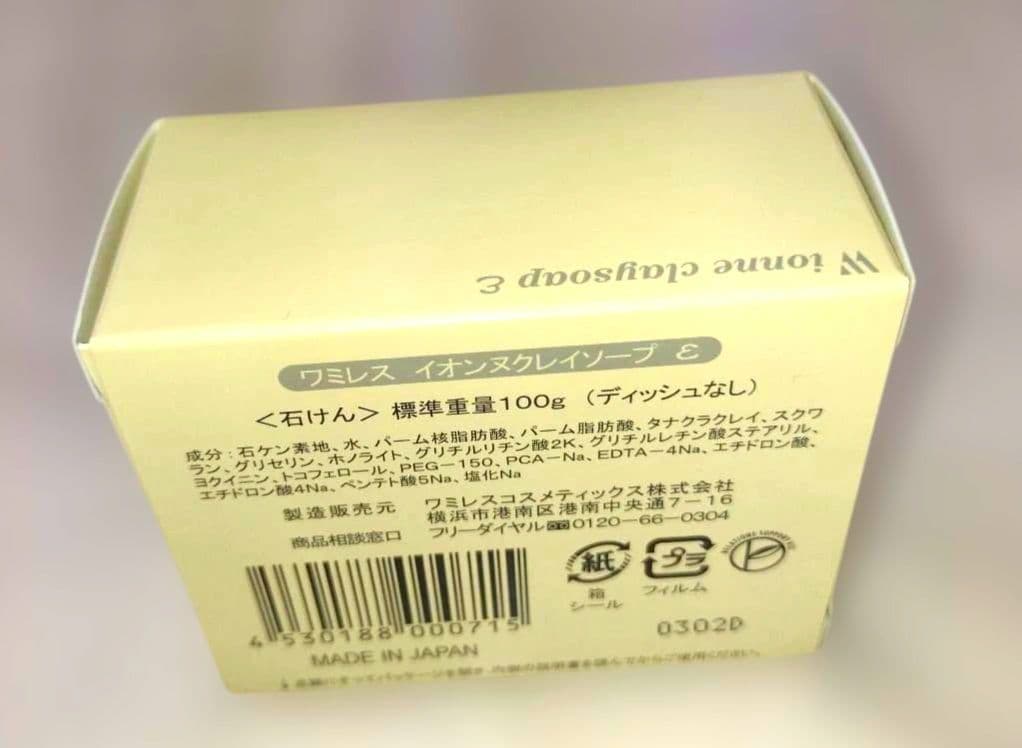 W ionne claysoap ε
ワミレス イオンヌクレイソープ ε
<石けん> 標準重量100g (ディッシュなし)
成分:石ケン素地、水、パーム核脂肪酸、パーム脂肪酸、タナクラクレイ、スクワ
ラン、グリセリン、ホノライト、グリチルリチン酸2K、グリチルレチン酸ステアリル、
ヨクイニン、トコフェロール、PEG-150、PCA-Na、EDTA-4Na、エチドロン酸、
エチドロン酸4Na、ペンテト酸5Na、塩化Na
製造販売元 ワミレスコスメティックス株式会社
横浜市港南区港南中央通7-16
商品相談窓口 フリーダイヤル 0120-66-0304
紙 プラ
箱 フィルム
シール
4 530188 000715
0302D
MADE IN JAPAN